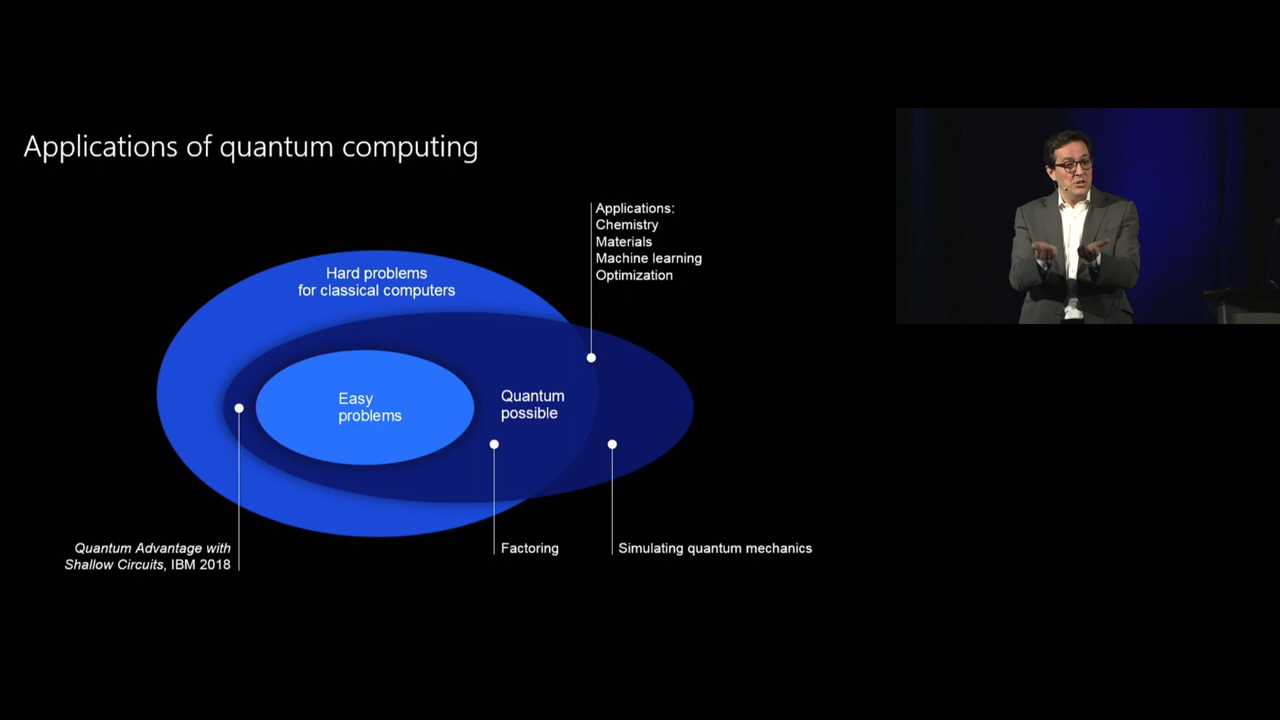 Applications of quantum computing
Applications:
Chemistry
Materials
Machine learning
Optimization
Hard problems
for classical computers
Easy
problems
Quantum
possible
Quantum Advantage with
Shallow Circuits, IBM 2018
Factoring
Simulating quantum mechanics